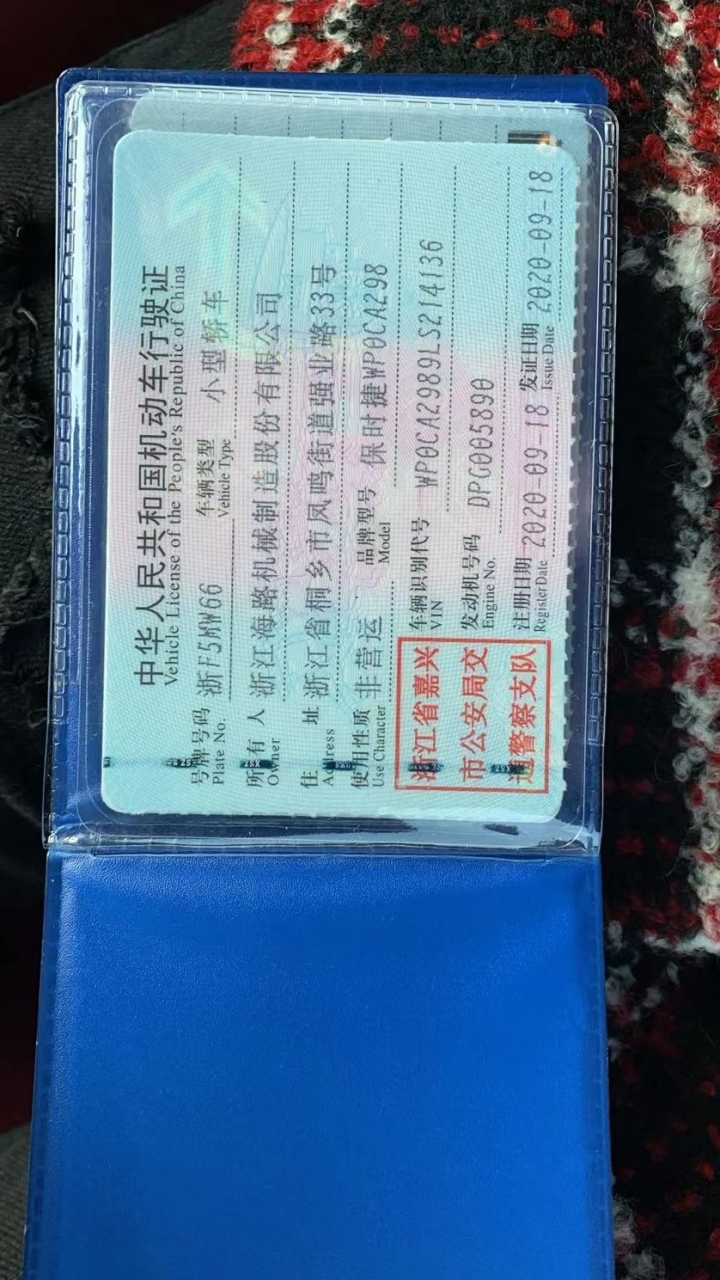 中华人民共和国机动车行驶证
Vehicle License of the People's Republic of China
号牌号码 浙F5MW66 车辆类型 小型轿车
Plate No. Vehicle Type
所有人 浙江海路机械制造股份有限公司
Owner
住址 浙江省桐乡市凤鸣街道强业路33号
Address
使用性质 非营运 品牌型号 保时捷WP0CA298
Use Character Model
车辆识别代号 WP0CA2989LS214136
VIN
发动机号码 DPG005890
Engine No.
注册日期 2020-09-18 发证日期 2020-09-18
Register Date Issue Date
浙江省嘉兴
市公安局交
通警察支队